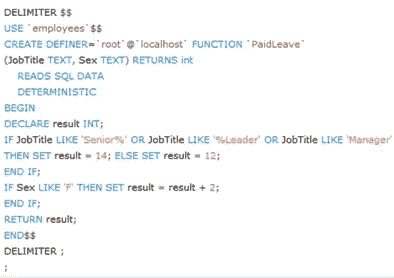 DELIMITER $$
USE `employees`$$
CREATE DEFINER=`root`@`localhost` FUNCTION `PaidLeave`
(JobTitle TEXT, Sex TEXT) RETURNS int
READS SQL DATA
DETERMINISTIC
BEGIN
DECLARE result INT;
IF JobTitle LIKE 'Senior%' OR JobTitle LIKE '%Leader' OR JobTitle LIKE 'Manager'
THEN SET result = 14; ELSE SET result = 12;
END IF;
IF Sex LIKE 'F' THEN SET result = result + 2;
END IF;
RETURN result;
END$$
DELIMITER ;
;